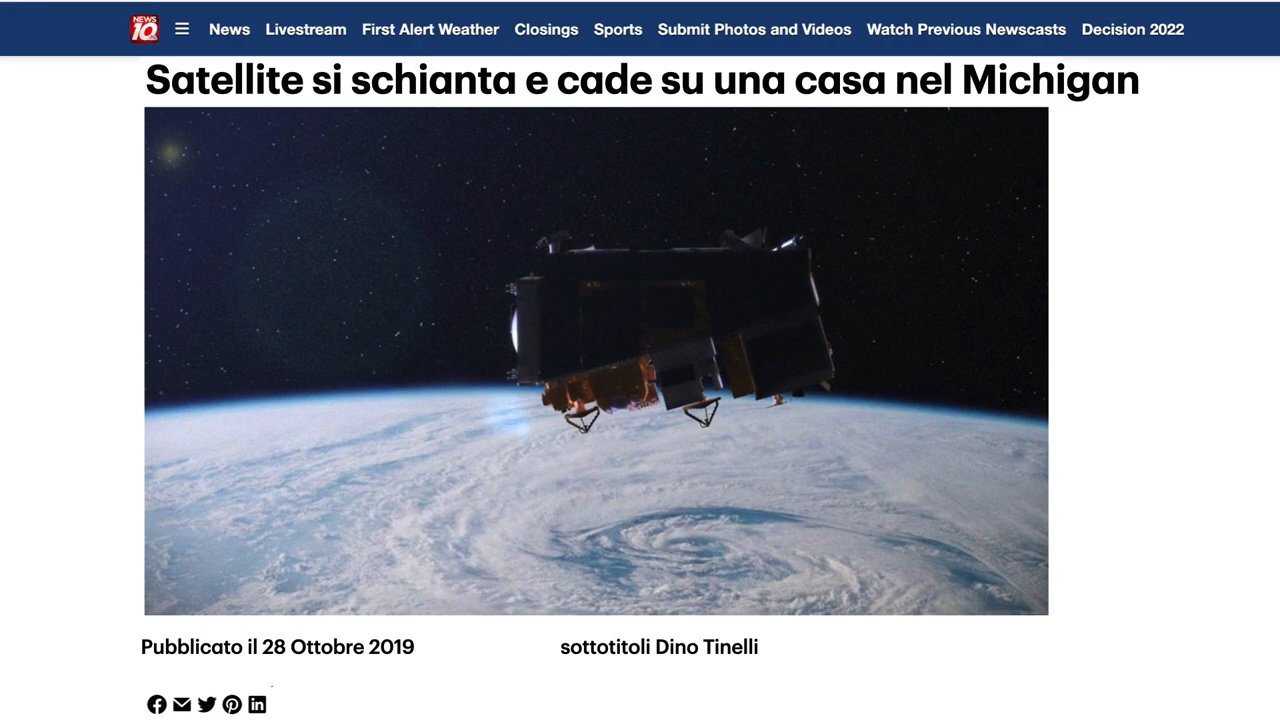 NEWS
10
News Livestream First Alert Weather Closings Sports Submit Photos and Videos Watch Previous Newscasts Decision 2022
Satellite si schianta e cade su una casa nel Michigan
Pubblicato il 28 Ottobre 2019 sottotitoli Dino Tinelli